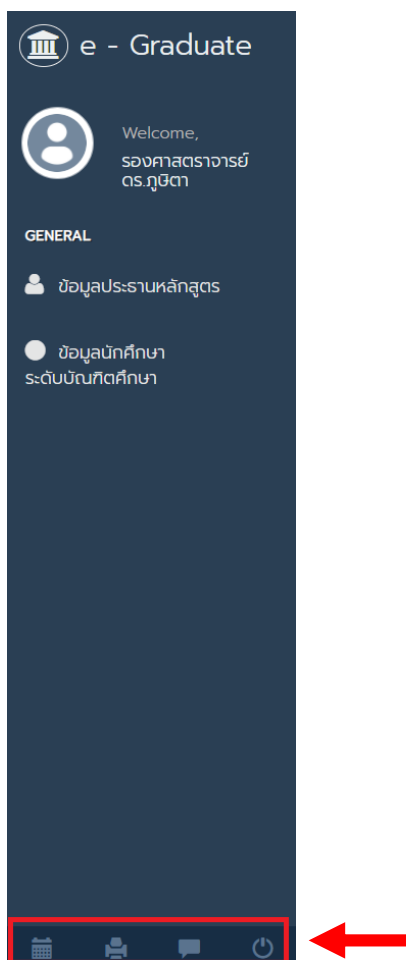 e - Graduate
Welcome,
รองศาสตราจารย์
ดร.ภูษิตา
GENERAL
ข้อมูลประธานหลักสูตร
ข้อมูลนักศึกษา
ระดับบัณฑิตศึกษา